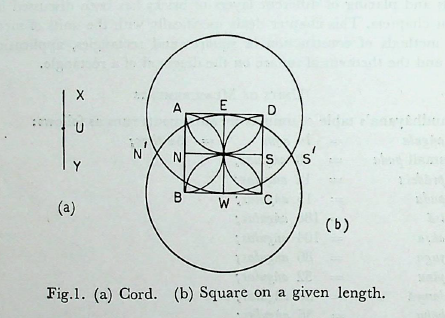 X
A E D
U
N' N S S'
Y
B W C
(a)
(b)
Fig.1. (a) Cord. (b) Square on a given length.